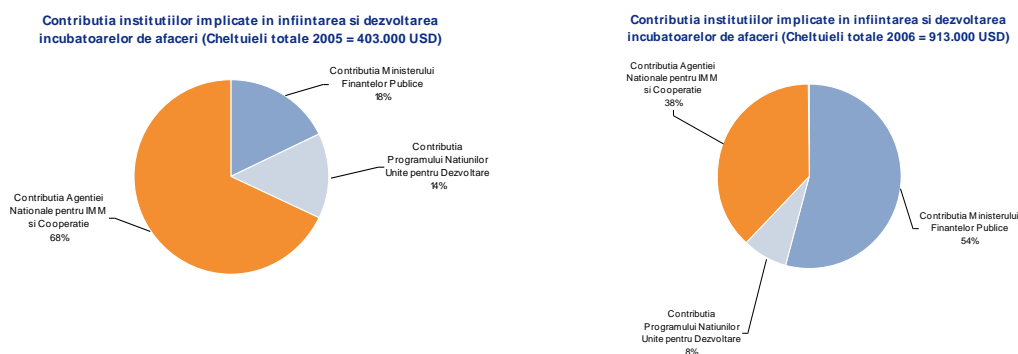 Contributia institutiilor implicate in infiintarea si dezvoltarea
incubatoarelor de afaceri (Cheltuieli totale 2005 = 403.000 USD)
Contributia Ministerului
Finantelor Publice
18%
Contributia
Programului Natiunilor
Unite pentru Dezvoltare
14%
Contributia Agentiei
Nationale pentru IMM
si Cooperatie
68%
Contributia institutiilor implicate in infiintarea si dezvoltarea
incubatoarelor de afaceri (Cheltuieli totale 2006 = 913.000 USD)
Contributia Agentiei
Nationale pentru IMM
si Cooperatie
38%
Contributia Ministerului
Finantelor Publice
54%
Contributia
Programului Natiunilor
Unite pentru Dezvoltare
8%